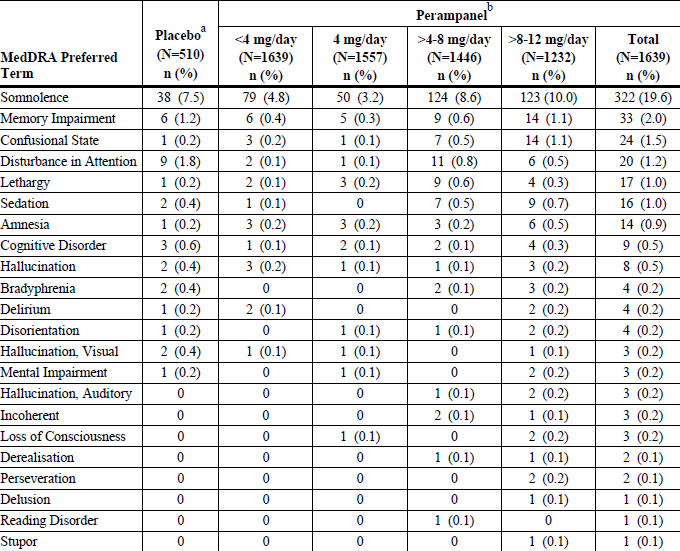 MedDRA Preferred Term | Placebo^a (N=510) n (%) | Perampanel^b
<4 mg/day (N=1639) n (%) | 4 mg/day (N=1557) n (%) | >4-8 mg/day (N=1446) n (%) | >8-12 mg/day (N=1232) n (%) | Total (N=1639) n (%)
Somnolence 38 (7.5) 79 (4.8) 50 (3.2) 124 (8.6) 123 (10.0) 322 (19.6)
Memory Impairment 6 (1.2) 6 (0.4) 5 (0.3) 9 (0.6) 14 (1.1) 33 (2.0)
Confusional State 1 (0.2) 3 (0.2) 1 (0.1) 7 (0.5) 14 (1.1) 24 (1.5)
Disturbance in Attention 9 (1.8) 2 (0.1) 1 (0.1) 11 (0.8) 6 (0.5) 20 (1.2)
Lethargy 1 (0.2) 2 (0.1) 3 (0.2) 9 (0.6) 4 (0.3) 17 (1.0)
Sedation 2 (0.4) 1 (0.1) 0 7 (0.5) 9 (0.7) 16 (1.0)
Amnesia 1 (0.2) 3 (0.2) 3 (0.2) 3 (0.2) 6 (0.5) 14 (0.9)
Cognitive Disorder 3 (0.6) 1 (0.1) 2 (0.1) 2 (0.1) 4 (0.3) 9 (0.5)
Hallucination 2 (0.4) 3 (0.2) 1 (0.1) 1 (0.1) 3 (0.2) 8 (0.5)
Bradyphrenia 2 (0.4) 0 0 2 (0.1) 3 (0.2) 4 (0.2)
Delirium 1 (0.2) 2 (0.1) 0 0 2 (0.2) 4 (0.2)
Disorientation 1 (0.2) 0 1 (0.1) 1 (0.1) 2 (0.2) 4 (0.2)
Hallucination, Visual 2 (0.4) 1 (0.1) 1 (0.1) 0 1 (0.1) 3 (0.2)
Mental Impairment 1 (0.2) 0 1 (0.1) 0 2 (0.2) 3 (0.2)
Hallucination, Auditory 0 0 0 1 (0.1) 2 (0.2) 3 (0.2)
Incoherent 0 0 0 2 (0.1) 1 (0.1) 3 (0.2)
Loss of Consciousness 0 0 1 (0.1) 0 2 (0.2) 3 (0.2)
Derealisation 0 0 0 1 (0.1) 1 (0.1) 2 (0.1)
Perseveration 0 0 0 0 2 (0.2) 2 (0.1)
Delusion 0 0 0 0 1 (0.1) 1 (0.1)
Reading Disorder 0 0 0 1 (0.1) 0 1 (0.1)
Stupor 0 0 0 0 1 (0.1) 1 (0.1)